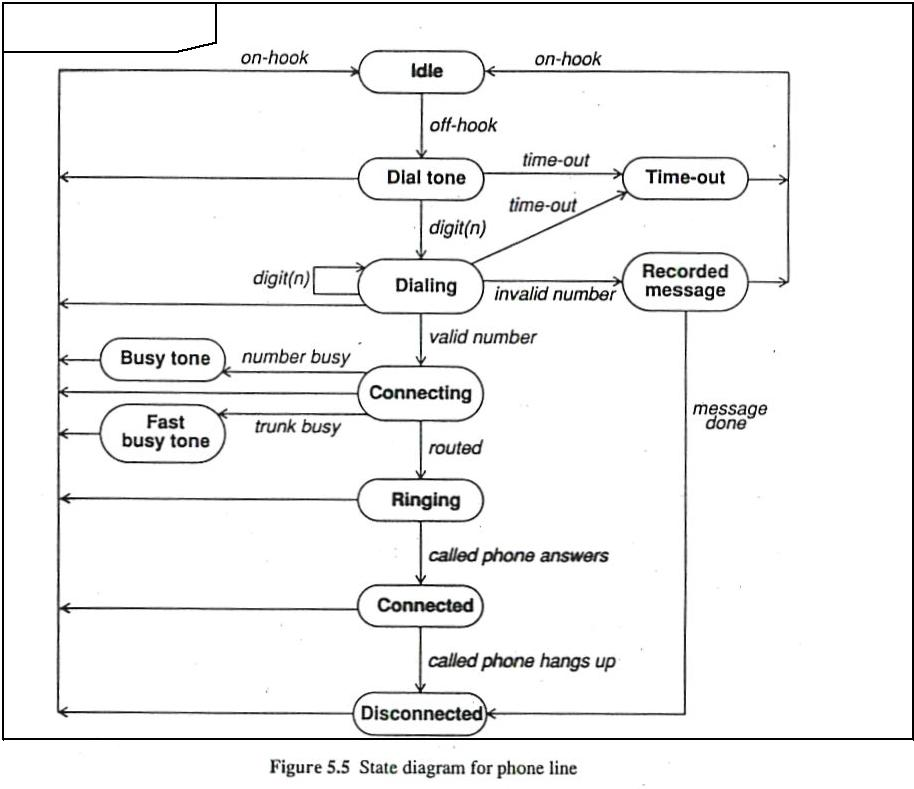 on-hook
Idle
on-hook
off-hook
Dial tone
time-out
Time-out
time-out
digit(n)
digit(n)
Dialing
invalid number
Recorded
message
valid number
Busy tone
number busy
Connecting
Fast
busy tone
trunk busy
message
done
routed
Ringing
called phone answers
Connected
called phone hangs up
Disconnected
Figure 5.5 State diagram for phone line